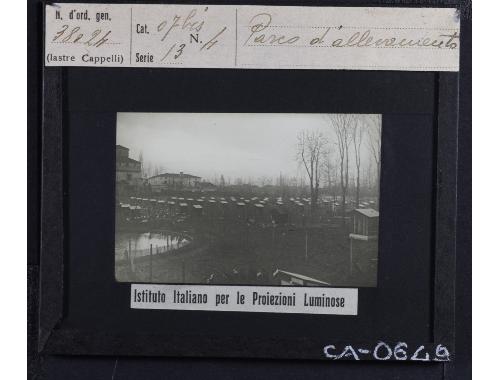 N. d'ord. gen.
38024
(lastre Cappelli)
Cat. 07bis
N. 4
Serie 13
Parco d'allevamento
Istituto Italiano per le Proiezioni Luminose
CA-0649